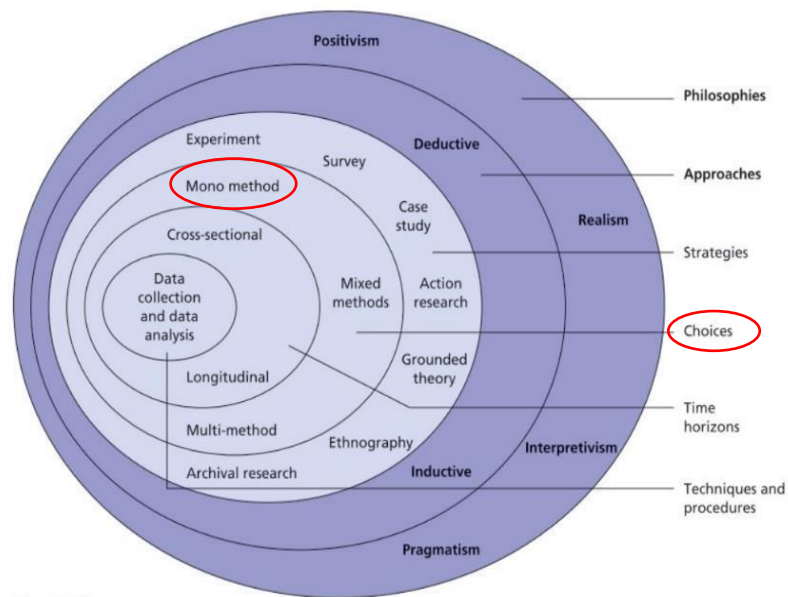 Positivism
Philosophies
Experiment
Deductive
Survey
Approaches
Mono method
Case
study
Realism
Cross-sectional
Strategies
Data
collection
and data
analysis
Mixed
methods
Action
research
Choices
Grounded
theory
Longitudinal
Time
horizons
Multi-method
Ethnography
Interpretivism
Archival research
Inductive
Techniques and
procedures
Pragmatism